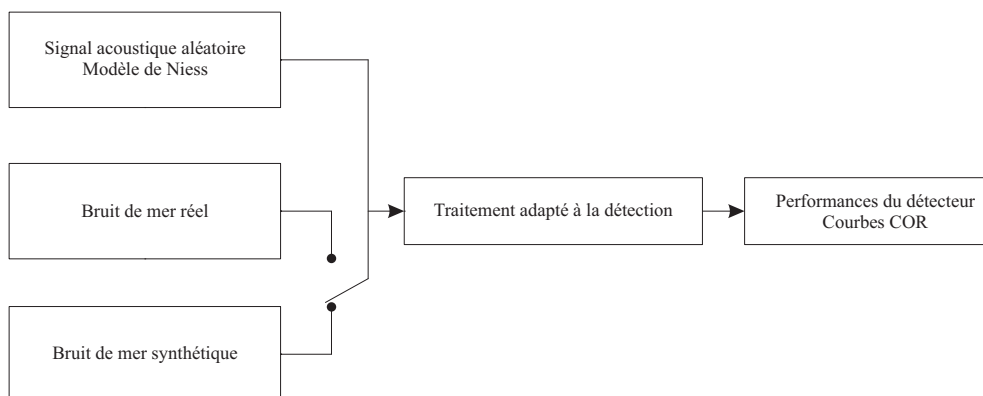 Signal acoustique aléatoire
Modèle de Niess
Bruit de mer réel
Traitement adapté à la détection
Performances du détecteur
Courbes COR
Bruit de mer synthétique